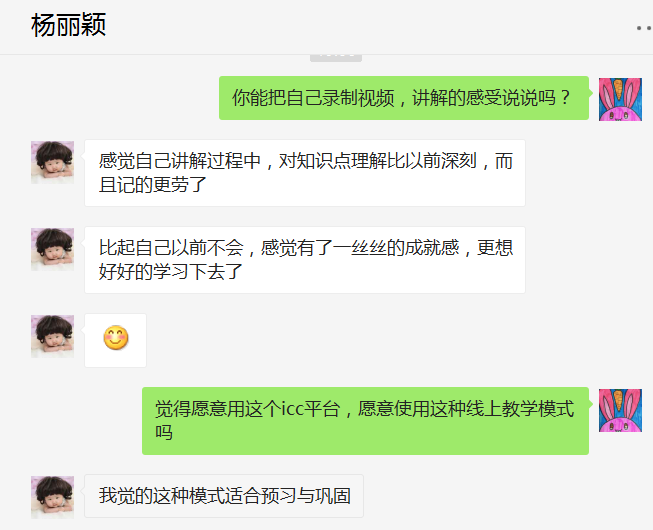 杨丽颖
你能把自己录制视频，讲解的感受说说吗？
感觉自己讲解过程中，对知识点理解比以前深刻，而
且记的更劳了
比起自己以前不会，感觉有了一丝丝的成就感，更想
好好的学习下去了
觉得愿意用这个icc平台，愿意使用这种线上教学模式
吗
我觉的这种模式适合预习与巩固